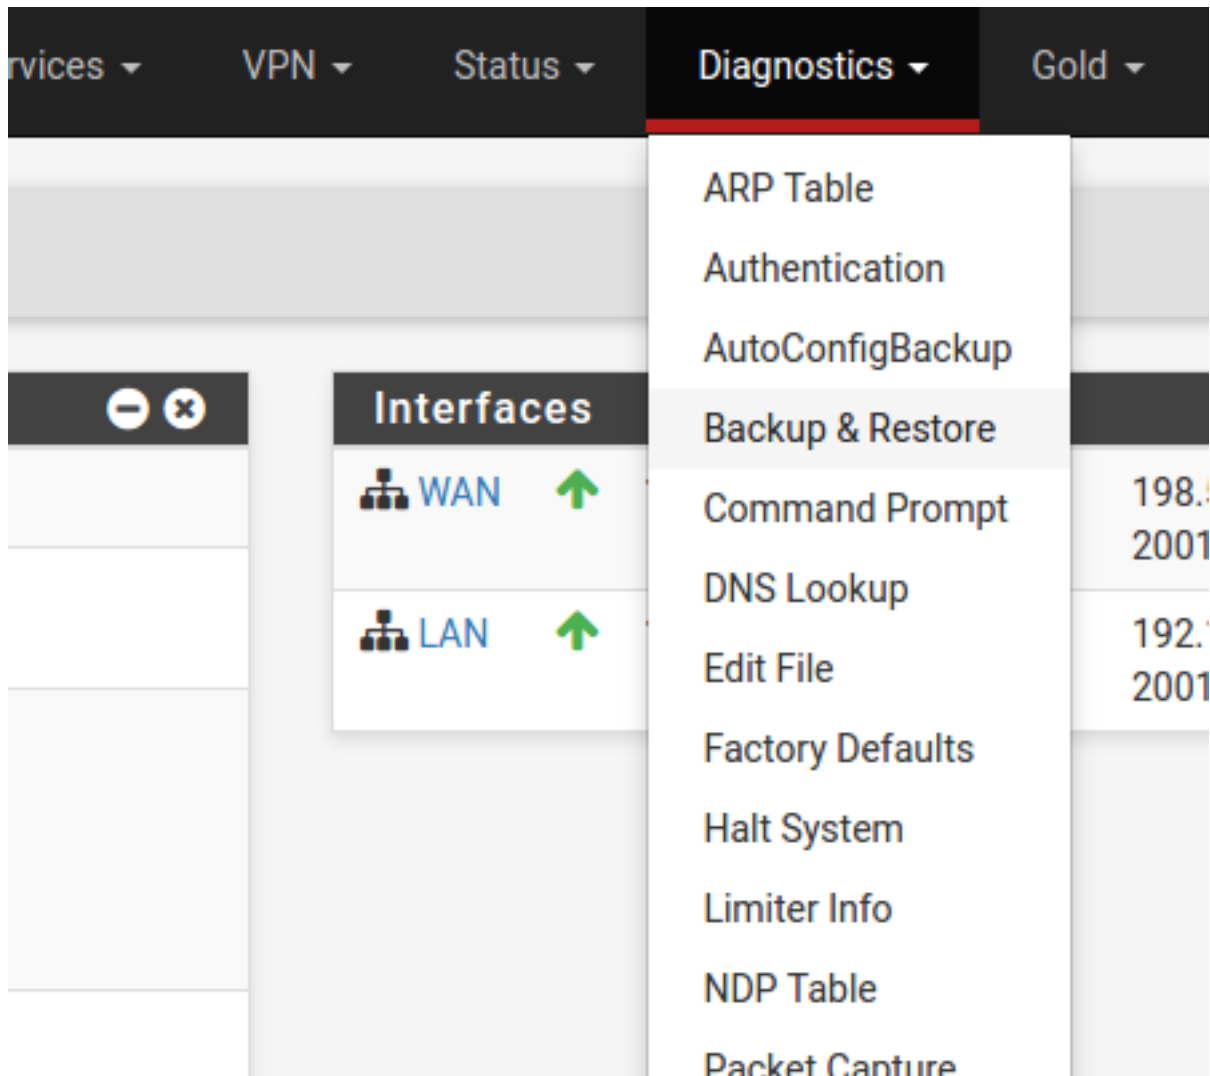 rvices VPN Status Diagnostics Gold
ARP Table
Authentication
AutoConfigBackup
Backup & Restore
Command Prompt
DNS Lookup
Edit File
Factory Defaults
Halt System
Limiter Info
NDP Table
Packet Capture
Interfaces
WAN
198.
2001
LAN
192.
2001